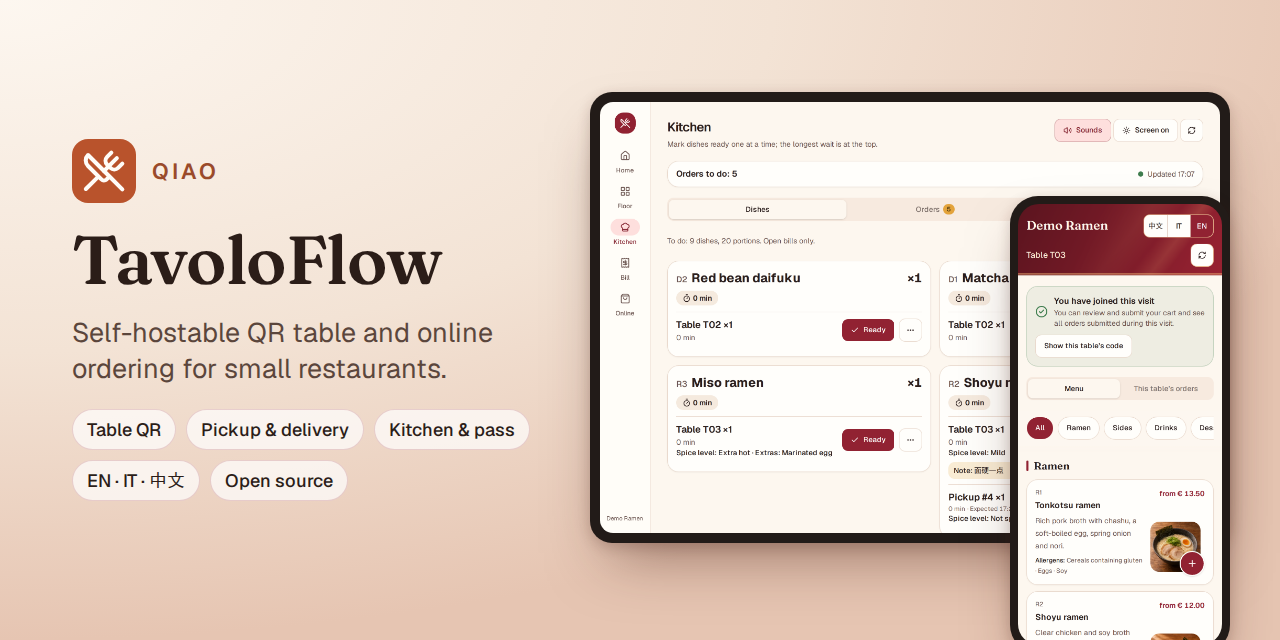 QIAO
TavoloFlow
Self-hostable QR table and online
ordering for small restaurants.
Table QR
Pickup & delivery
Kitchen & pass
EN · IT · 中文
Open source
Home
Floor
Kitchen
Bill
Online
Demo Ramen
Kitchen
Mark dishes ready one at a time; the longest wait is at the top.
Sounds
Screen on
Orders to do: 5
Updated 17:07
Dishes
Orders 5
To do: 9 dishes, 20 portions. Open bills only.
D2 Red bean daifuku ×1
0 min
Table T02 ×1
0 min
Ready
D1 Matcha
0 min
Table T02 ×1
0 min
R3 Miso ramen ×1
0 min
Table T03 ×1
0 min
Spice level: Extra hot · Extras: Marinated egg
Ready
R2 Shoyu
0 min
Table T03 ×1
0 min
Spice level: Mild
Note: 面硬一点
Pickup #4 ×1
0 min · Expected 17:
Spice level: Not
Demo Ramen
中文
IT
EN
Table T03
You have joined this visit
You can review and submit your cart and see
all orders submitted during this visit.
Show this table's code
Menu
This table's orders
All
Ramen
Sides
Drinks
Des
Ramen
R1
from € 13.50
Tonkotsu ramen
Rich pork broth with chashu, a
soft-boiled egg, spring onion
and nori.
Allergens: Cereals containing gluten
· Eggs · Soy
R2
from € 12.00
Shoyu ramen
Clear chicken and soy broth